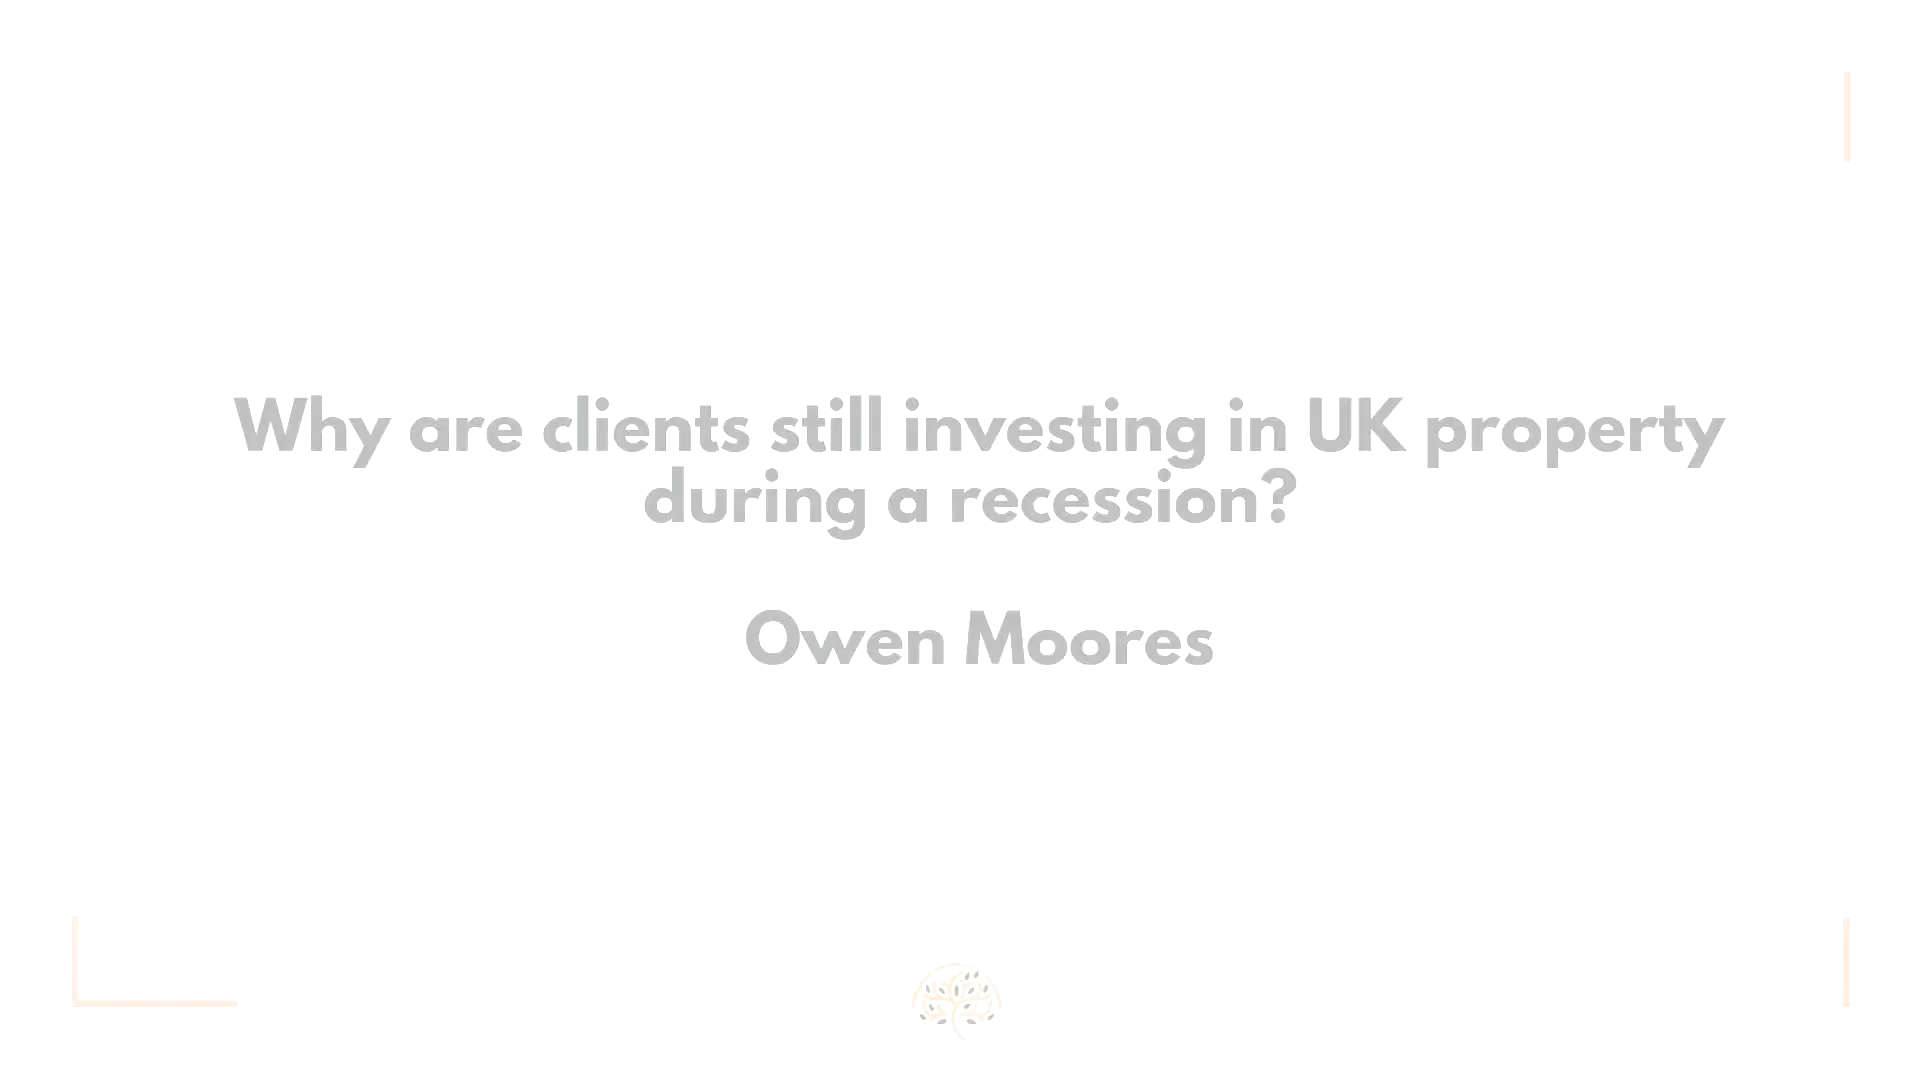 Why are clients still investing in UK property
during a recession?
Owen Moores